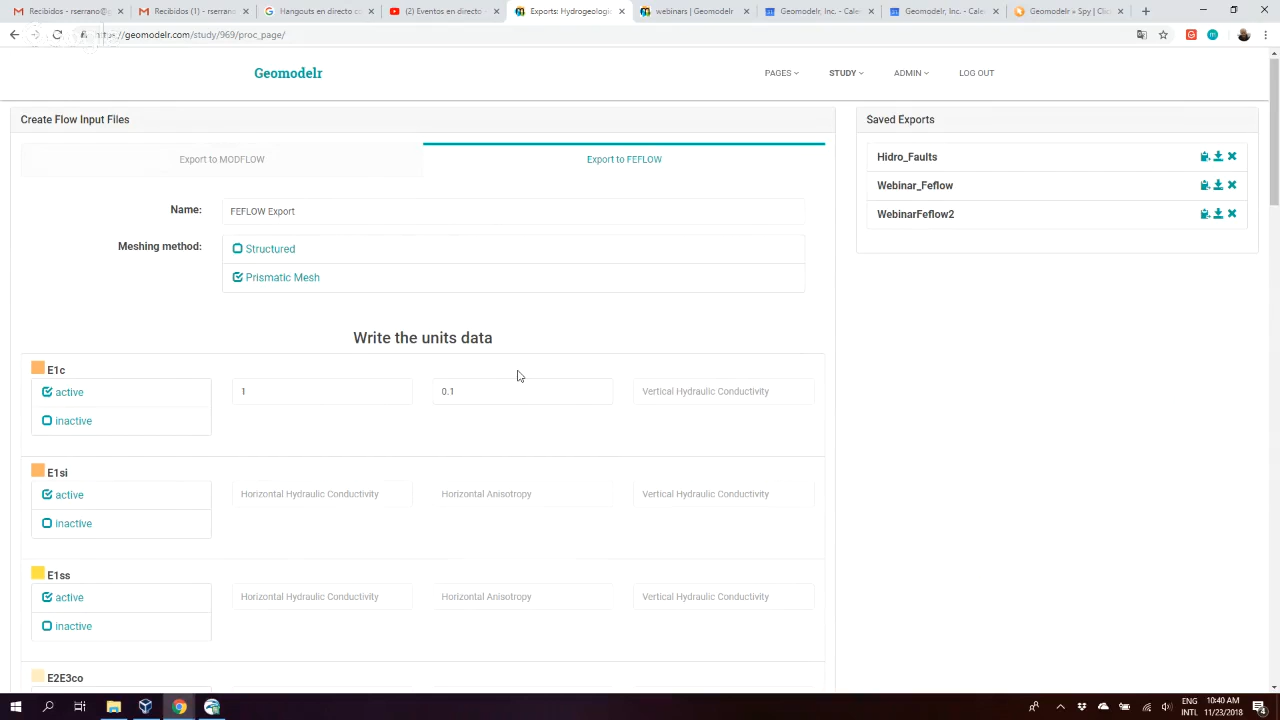 Recibidos (6) - rserrano
Recibidos (1) - rserran
Hangouts en directo c
(2) Eventos en directo
Exports: Hydrogeologic
webinars | Geomodelr
Geomodelr, Inc. - Cale
Geomodelr, Inc. - Cale
Geomodelr « Spy | Clic
geomodelr.com/study/969/proc_page/
Geomodelr
PAGES
STUDY
ADMIN
LOG OUT
Create Flow Input Files
Saved Exports
Export to MODFLOW
Export to FEFLOW
Hidro_Faults
Webinar_Feflow
WebinarFeflow2
Name:
FEFLOW Export
Meshing method:
Structured
Prismatic Mesh
Write the units data
E1c
active
1
0.1
Vertical Hydraulic Conductivity
inactive
E1si
active
Horizontal Hydraulic Conductivity
Horizontal Anisotropy
Vertical Hydraulic Conductivity
inactive
E1ss
active
Horizontal Hydraulic Conductivity
Horizontal Anisotropy
Vertical Hydraulic Conductivity
inactive
E2E3co
ENG
INTL
10:40 AM
11/23/2018